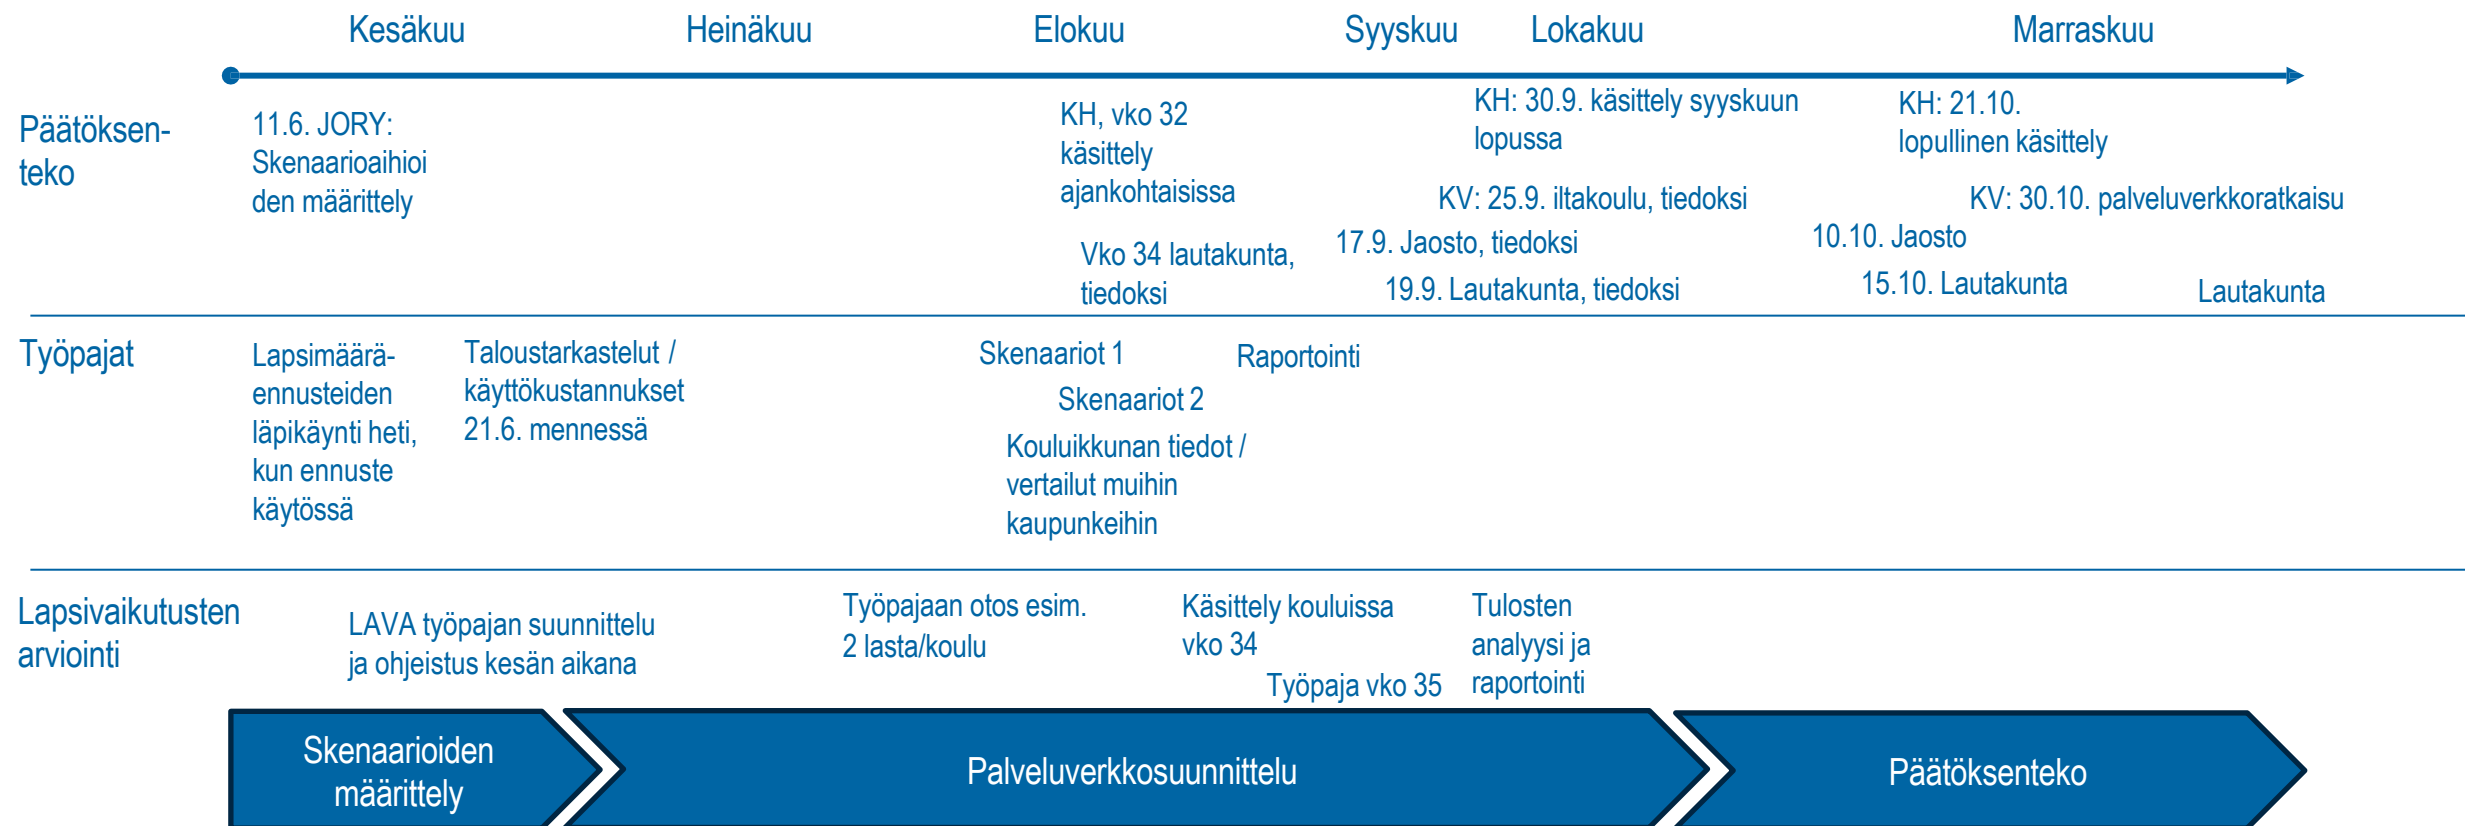 Kesäkuu
Heinäkuu
Elokuu
Syyskuu
Lokakuu
Marraskuu
Päätöksen-
teko
11.6. JORY:
Skenaarioaihioi
den määrittely
KH, vko 32
käsittely
ajankohtaisissa
Vko 34 lautakunta,
tiedoksi
KH: 30.9. käsittely syyskuun
lopussa
KV: 25.9. iltakoulu, tiedoksi
17.9. Jaosto, tiedoksi
19.9. Lautakunta, tiedoksi
KH: 21.10.
lopullinen käsittely
KV: 30.10. palveluverkkoratkaisu
10.10. Jaosto
15.10. Lautakunta
Lautakunta
Työpajat
Lapsimäärä-
ennusteiden
läpikäynti heti,
kun ennuste
käytössä
Taloustarkastelut /
käyttökustannukset
21.6. mennessä
Skenaariot 1
Skenaariot 2
Kouluikkunan tiedot /
vertailut muihin
kaupunkeihin
Raportointi
Lapsivaikutusten
arviointi
LAVA työpajan suunnittelu
ja ohjeistus kesän aikana
Työpajaan otos esim.
2 lasta/koulu
Käsittely kouluissa
vko 34
Työpaja vko 35
Tulosten
analyysi ja
raportointi
Skenaarioiden
määrittely
Palveluverkkosuunnittelu
Päätöksenteko